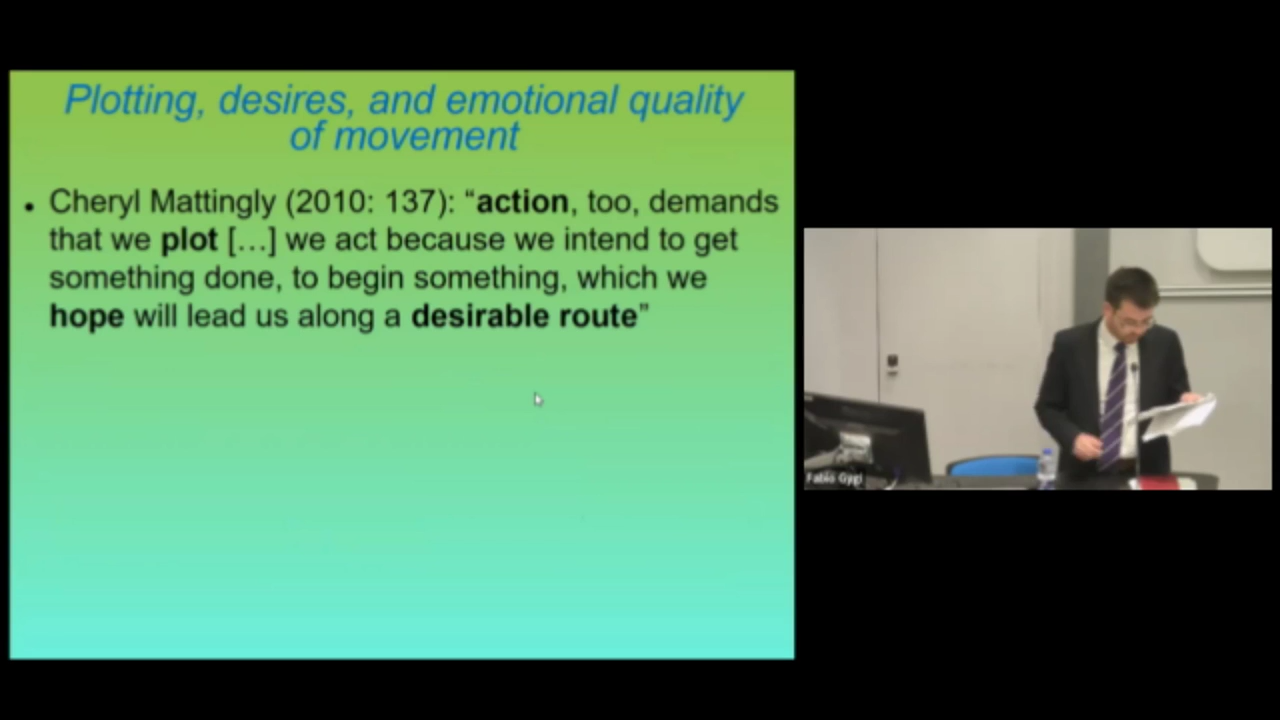 Plotting, desires, and emotional quality
of movement
• Cheryl Mattingly (2010: 137): “action, too, demands
that we plot […] we act because we intend to get
something done, to begin something, which we
hope will lead us along a desirable route”
Fabio Gygi